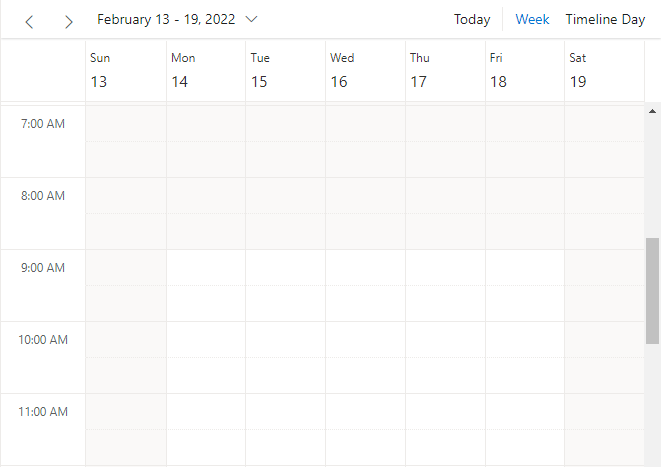 February 13 - 19, 2022 Today Week Timeline Day
Sun Mon Tue Wed Thu Fri Sat
13 14 15 16 17 18 19
7:00 AM
8:00 AM
9:00 AM
10:00 AM
11:00 AM